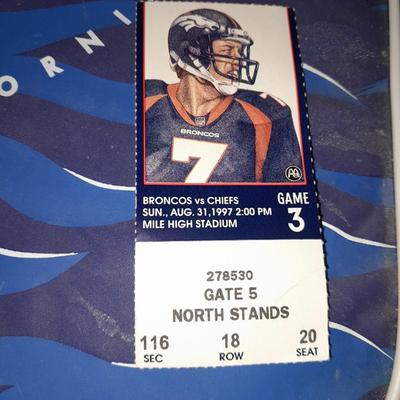 ORNI
BRONCOS
7
BRONCOS vs CHIEFS
SUN., AUG. 31, 1997 2:00 PM
MILE HIGH STADIUM
GAME
3
278530
GATE 5
NORTH STANDS
116 18 20
SEC ROW SEAT